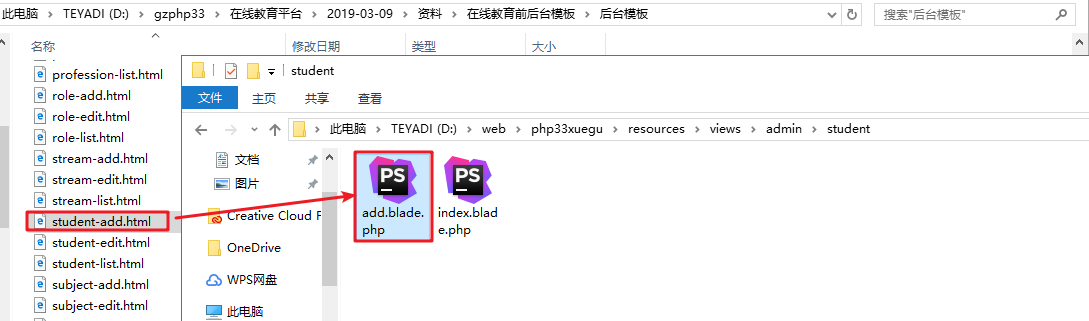 此电脑 > TEYADI (D:) > gzphp33 > 在线教育平台 > 2019-03-09 > 资料 > 在线教育前后台模板 > 后台模板
搜索"后台模板"
名称 修改日期 类型 大小
profession-list.html
role-add.html
role-edit.html
role-list.html
stream-add.html
stream-edit.html
stream-list.html
student-add.html
student-edit.html
student-list.html
subject-add.html
subject-edit.html
student
文件 主页 共享 查看
此电脑 > TEYADI (D:) > web > php33xuegu > resources > views > admin > student
文档
图片
Creative Cloud F
OneDrive
WPS网盘
此电脑
PS
add.blade.
php
PS
index.blad
e.php